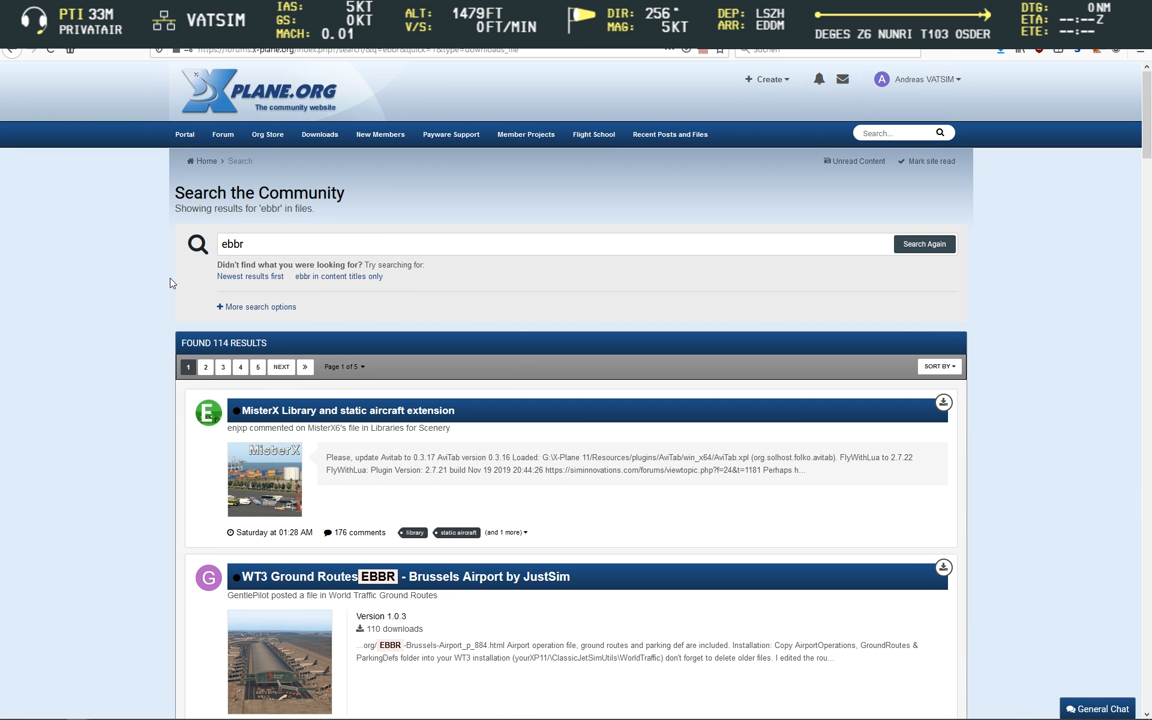 PTI 33M
PRIVATAIR
VATSIM
IAS: 5KT
GS: 0KT
MACH: 0.01
ALT: 1479FT
V/S: 0FT/MIN
DIR: 256°
MAG: 5KT
DEP: LSZH
ARR: EDDM
DEGES Z6 NUNRI T103 OSDER
DTG: 0NM
ETA: --:--Z
ETE: --:--
Suchen
X PLANE.ORG
The community website
+ Create
A Andreas VATSIM
Portal Forum Org Store Downloads New Members Payware Support Member Projects Flight School Recent Posts and Files
Search...
Home > Search
Unread Content Mark site read
Search the Community
Showing results for 'ebbr' in files.
ebbr
Search Again
Didn't find what you were looking for? Try searching for:
Newest results first ebbr in content titles only
+ More search options
FOUND 114 RESULTS
1 2 3 4 5 NEXT » Page 1 of 5
SORT BY
E
MisterX Library and static aircraft extension
enjxp commented on MisterX6's file in Libraries for Scenery
MisterX
Please, update Avitab to 0.3.17 AviTab version 0.3.16 Loaded: G:\X-Plane 11/Resources/plugins/AviTab/win_x64/AviTab.xpl (org.solhost.folko.avitab). FlyWithLua to 2.7.22
FlyWithLua: Plugin Version: 2.7.21 build Nov 19 2019 20:44:26 https://siminnovations.com/forums/viewtopic.php?f=24&t=1181 Perhaps h...
Saturday at 01:28 AM 176 comments library static aircraft (and 1 more)
G
WT3 Ground Routes EBBR - Brussels Airport by JustSim
GentlePilot posted a file in World Traffic Ground Routes
Version 1.0.3
110 downloads
...org/ EBBR -Brussels-Airport_p_884.html Airport operation file, ground routes and parking def are included. Installation: Copy AirportOperations, GroundRoutes &
ParkingDefs folder into your WT3 installation (yourXP11/\ClassicJetSimUtils\WorldTraffic) don't forget to delete older files. I edited the rou...
General Chat